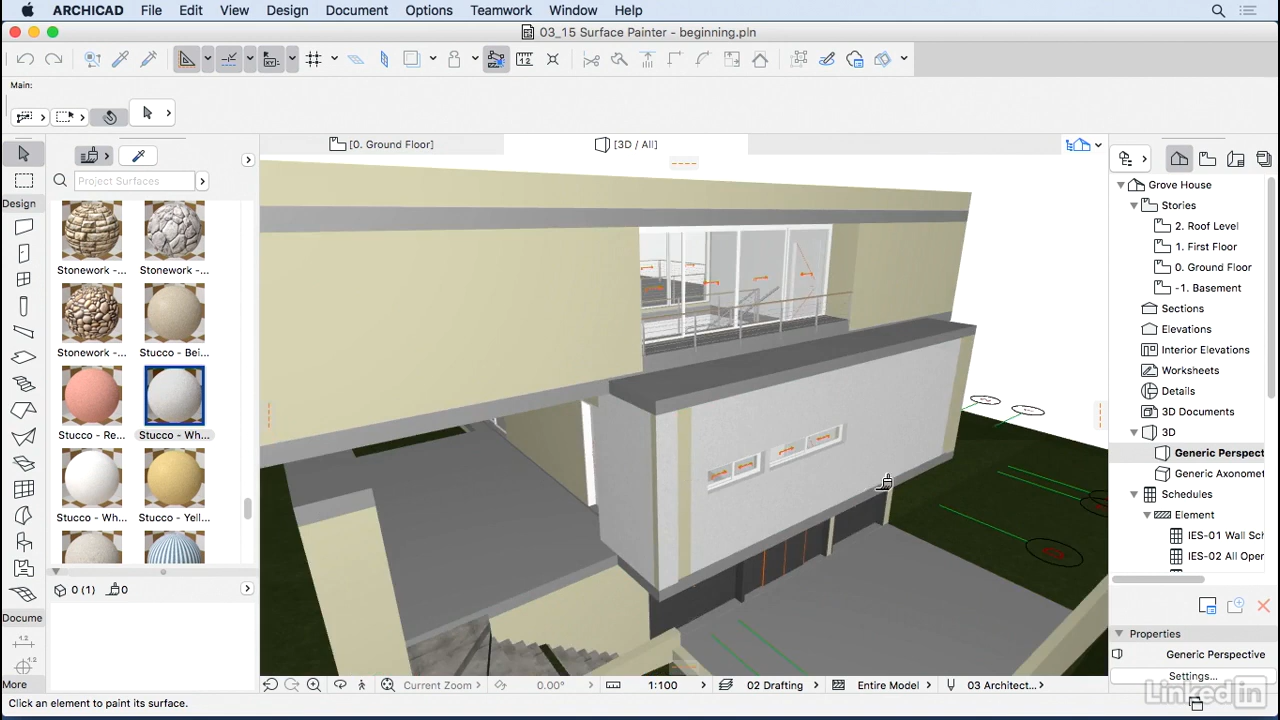 ARCHICAD File Edit View Design Document Options Teamwork Window Help
03_15 Surface Painter - beginning.pln
Main:
[0. Ground Floor]
[3D / All]
Project Surfaces
Design
Stonework -...
Stonework -...
Stonework -...
Stucco - Bei...
Stucco - Re...
Stucco - Wh...
Stucco - Wh...
Stucco - Yell...
0 (1)
0
Docume
More
Grove House
Stories
2. Roof Level
1. First Floor
0. Ground Floor
-1. Basement
Sections
Elevations
Interior Elevations
Worksheets
Details
3D Documents
3D
Generic Perspect
Generic Axonomet
Schedules
Element
IES-01 Wall Sch
IES-02 All Open
Properties
Generic Perspective
Settings...
Current Zoom
0.00°
1:100
02 Drafting
Entire Model
03 Architect...
Click an element to paint its surface.
LinkedIn